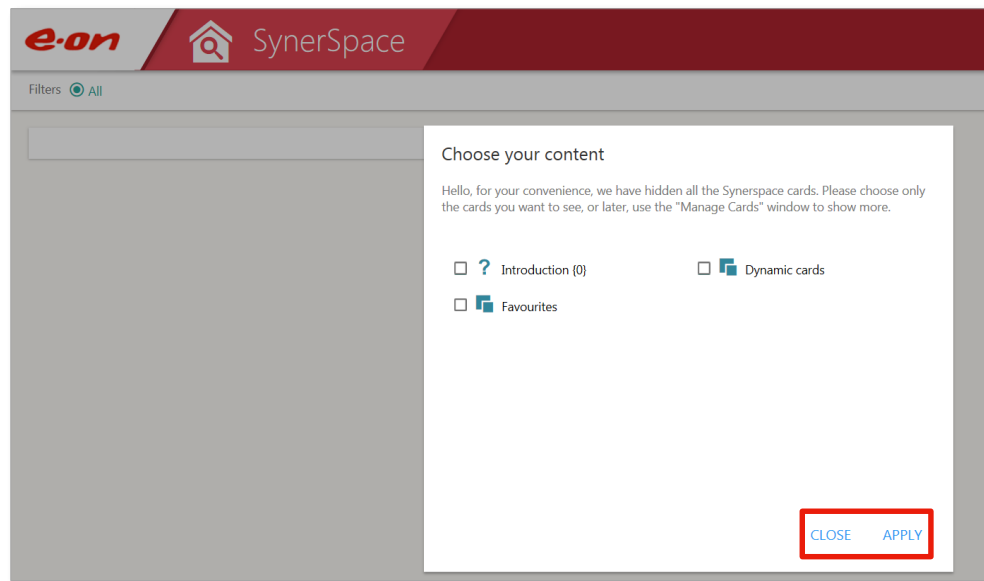 e·on
SynerSpace
Filters All
Choose your content
Hello, for your convenience, we have hidden all the Synerspace cards. Please choose only
the cards you want to see, or later, use the "Manage Cards" window to show more.
? Introduction {0}
Dynamic cards
Favourites
CLOSE APPLY